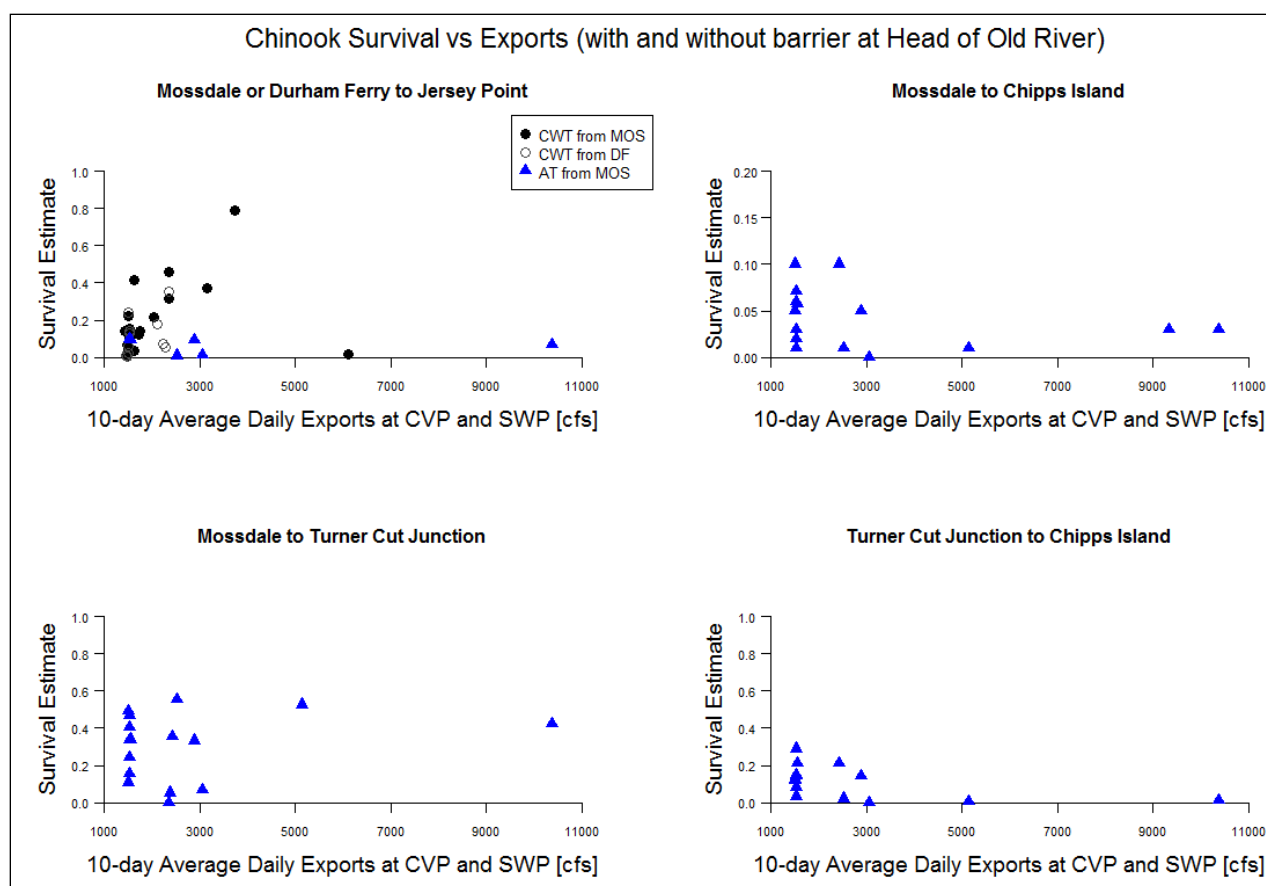 Chinook Survival vs Exports (with and without barrier at Head of Old River)
Mossdale or Durham Ferry to Jersey Point
CWT from MOS
CWT from DF
AT from MOS
Survival Estimate
1.0
0.8
0.6
0.4
0.2
0.0
1000 3000 5000 7000 9000 11000
10-day Average Daily Exports at CVP and SWP [cfs]
Mossdale to Chipps Island
Survival Estimate
0.20
0.15
0.10
0.05
0.00
1000 3000 5000 7000 9000 11000
10-day Average Daily Exports at CVP and SWP [cfs]
Mossdale to Turner Cut Junction
Survival Estimate
1.0
0.8
0.6
0.4
0.2
0.0
1000 3000 5000 7000 9000 11000
10-day Average Daily Exports at CVP and SWP [cfs]
Turner Cut Junction to Chipps Island
Survival Estimate
1.0
0.8
0.6
0.4
0.2
0.0
1000 3000 5000 7000 9000 11000
10-day Average Daily Exports at CVP and SWP [cfs]